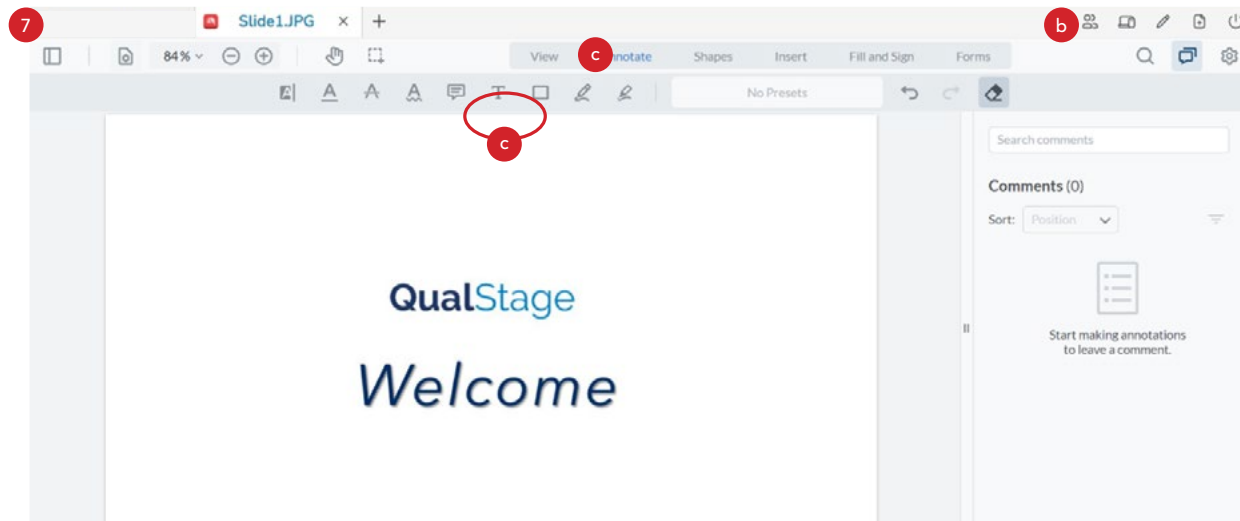 7
Slide1.JPG
b
84%
View
c
nnotate
Shapes
Insert
Fill and Sign
Forms
T
No Presets
c
Search comments
Comments (0)
Sort:
Position
QualStage
Welcome
Start making annotations
to leave a comment.